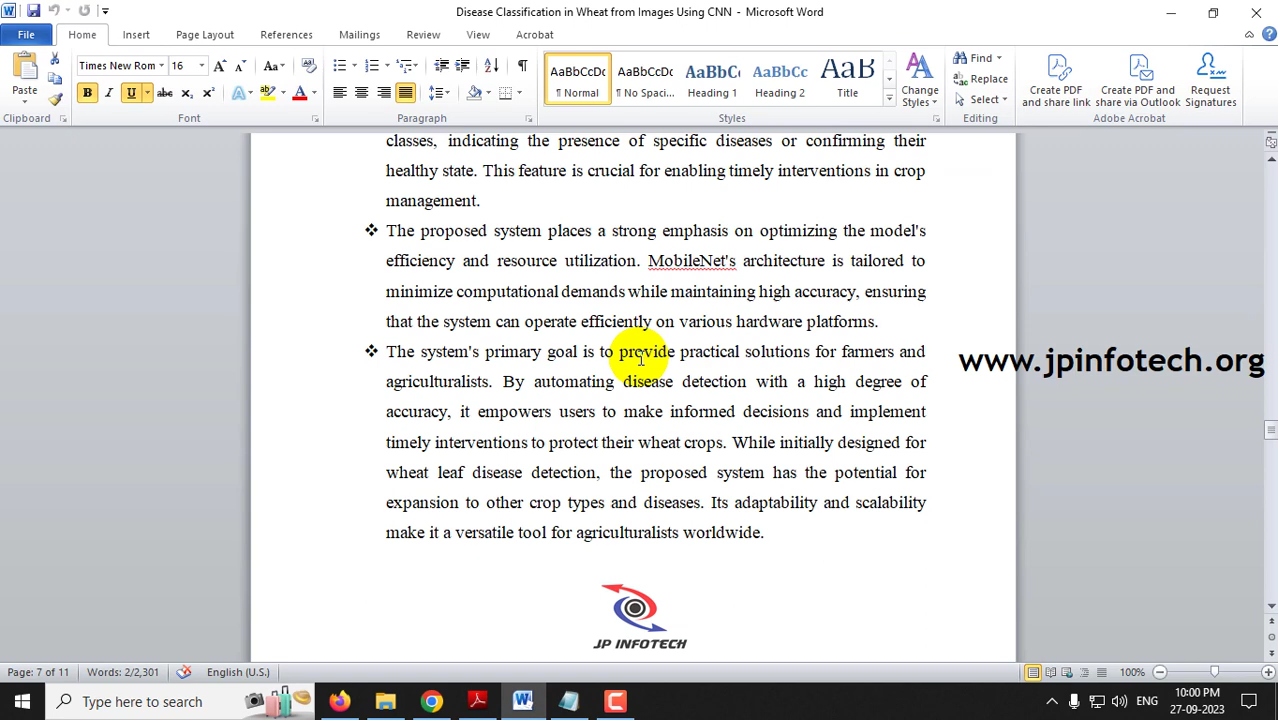 Disease Classification in Wheat from Images Using CNN - Microsoft Word
File Home Insert Page Layout References Mailings Review View Acrobat
Paste
Clipboard
Times New Rom 16
Font
Paragraph
AaBbCcDc AaBbCcDc AaBbCc AaBbCc AaB
¶ Normal ¶ No Spaci... Heading 1 Heading 2 Title
Change Styles
Styles
Find
Replace
Select
Editing
Create PDF and share link
Create PDF and share via Outlook
Request Signatures
Adobe Acrobat
classes, indicating the presence of specific diseases or confirming their
healthy state. This feature is crucial for enabling timely interventions in crop
management.
❖ The proposed system places a strong emphasis on optimizing the model's
efficiency and resource utilization. MobileNet's architecture is tailored to
minimize computational demands while maintaining high accuracy, ensuring
that the system can operate efficiently on various hardware platforms.
❖ The system's primary goal is to provide practical solutions for farmers and
agriculturalists. By automating disease detection with a high degree of
accuracy, it empowers users to make informed decisions and implement
timely interventions to protect their wheat crops. While initially designed for
wheat leaf disease detection, the proposed system has the potential for
expansion to other crop types and diseases. Its adaptability and scalability
make it a versatile tool for agriculturalists worldwide.
www.jpinfotech.org
JP INFOTECH
Page: 7 of 11 Words: 2/2,301 English (U.S.) 100%
Type here to search
ENG
10:00 PM
27-09-2023